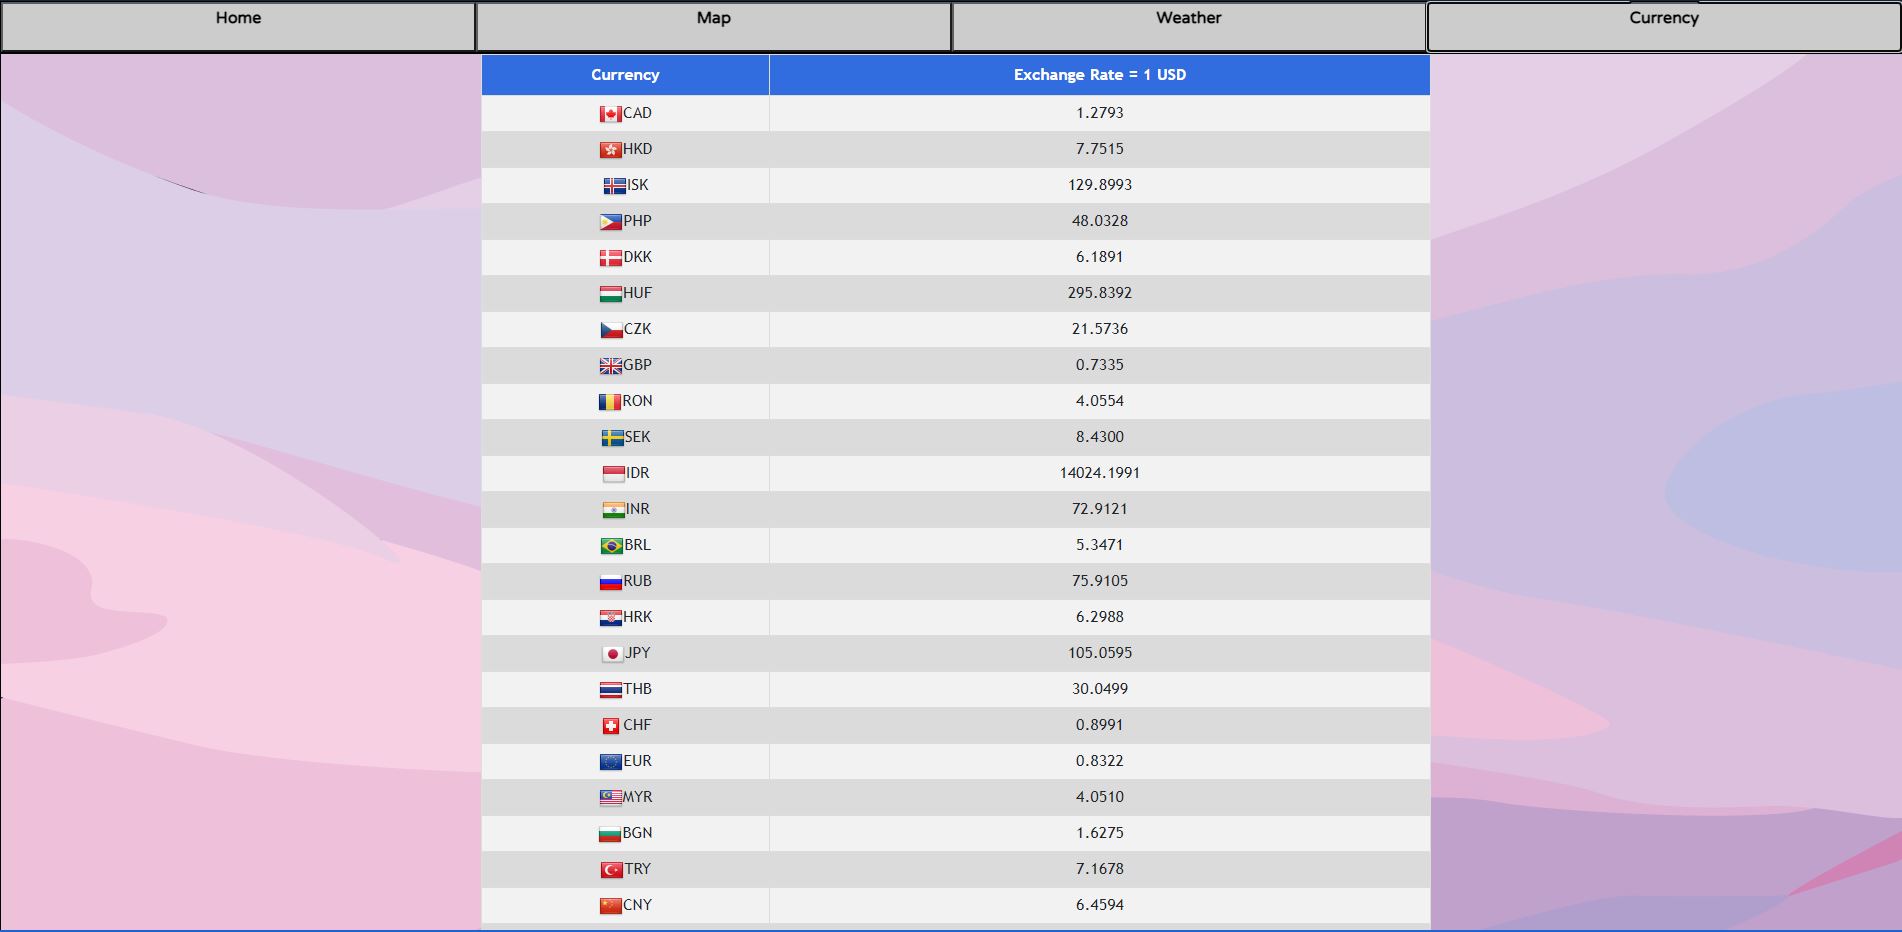 Home Map Weather Currency
Currency Exchange Rate = 1 USD
CAD 1.2793
HKD 7.7515
ISK 129.8993
PHP 48.0328
DKK 6.1891
HUF 295.8392
CZK 21.5736
GBP 0.7335
RON 4.0554
SEK 8.4300
IDR 14024.1991
INR 72.9121
BRL 5.3471
RUB 75.9105
HRK 6.2988
JPY 105.0595
THB 30.0499
CHF 0.8991
EUR 0.8322
MYR 4.0510
BGN 1.6275
TRY 7.1678
CNY 6.4594